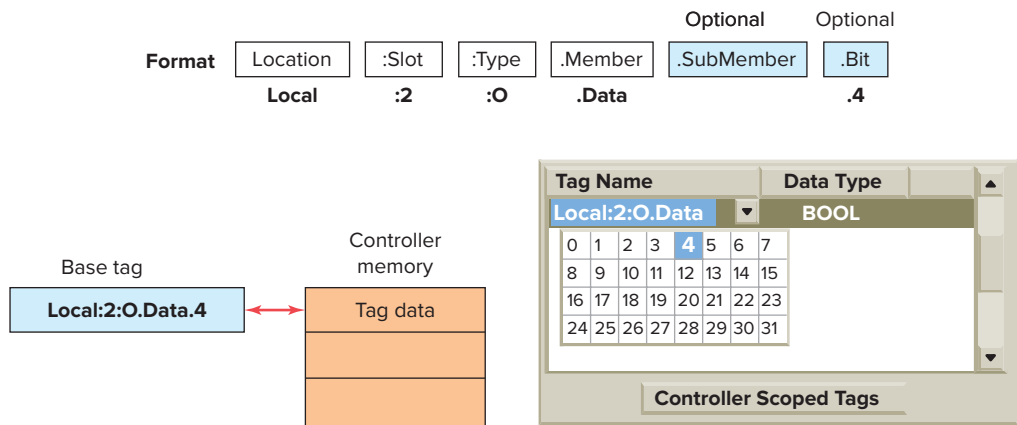 Optional Optional
Format Location :Slot :Type .Member .SubMember .Bit
Local :2 :O .Data .4
Base tag
Local:2:O.Data.4
Controller
memory
Tag data
Tag Name Data Type
Local:2:O.Data BOOL
0 1 2 3 4 5 6 7
8 9 10 11 12 13 14 15
16 17 18 19 20 21 22 23
24 25 26 27 28 29 30 31
Controller Scoped Tags